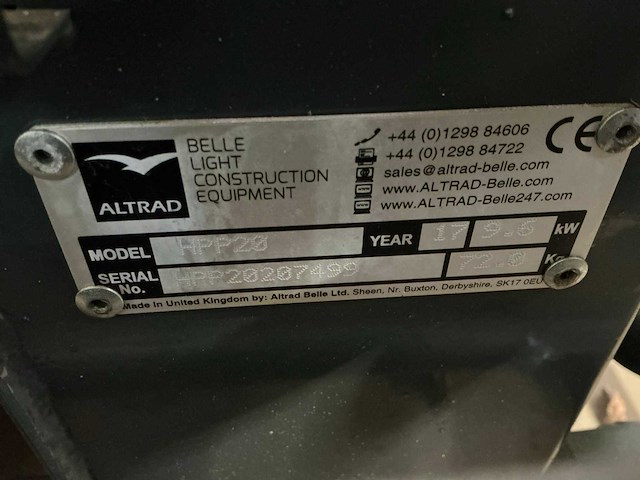 ALTRAD
BELLE
LIGHT
CONSTRUCTION
EQUIPMENT
+44 (0)1298 84606
+44 (0)1298 84722
sales@altrad-belle.com
www.ALTRAD-Belle.com
www.ALTRAD-Belle247.com
CE
MODEL HPP20 YEAR 17 9.6 kW
SERIAL No. HPP20207499 72.0 Kg
Made in United Kingdom by: Altrad Belle Ltd. Sheen, Nr. Buxton, Derbyshire, SK17 0EU